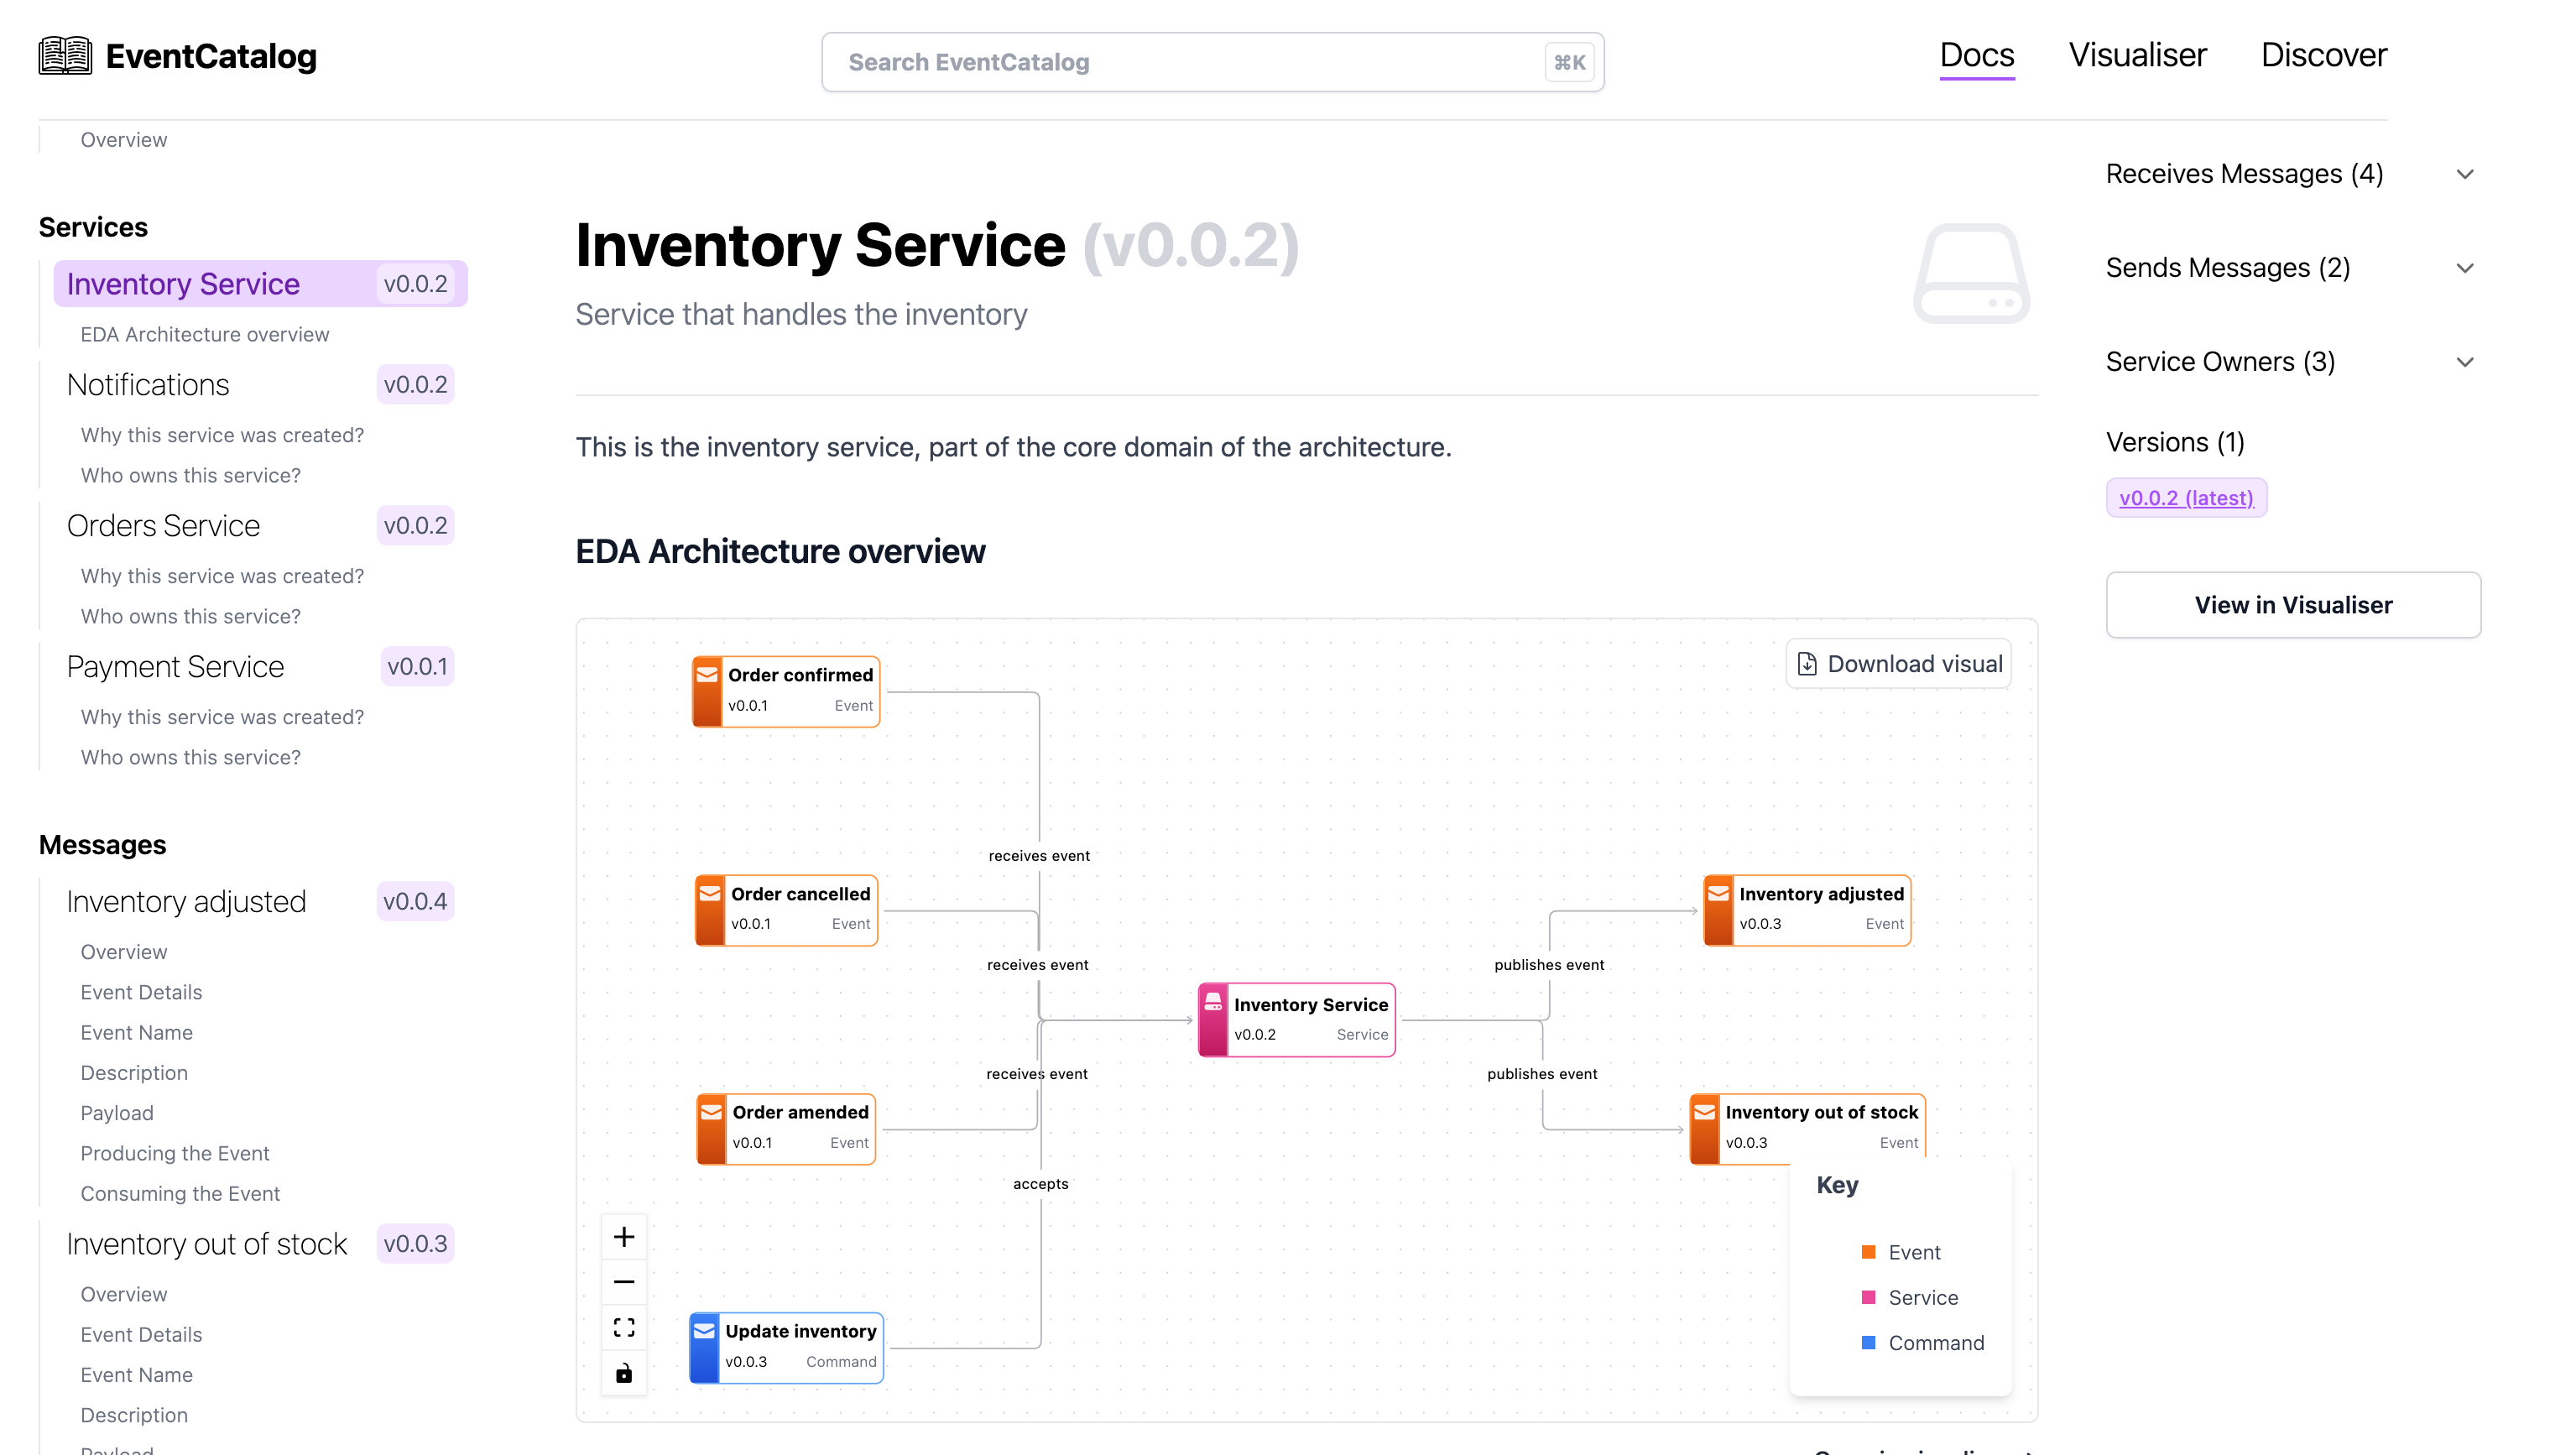 EventCatalog
Search EventCatalog
⌘K
Docs
Visualiser
Discover
Overview
Services
Inventory Service
v0.0.2
EDA Architecture overview
Notifications
v0.0.2
Why this service was created?
Who owns this service?
Orders Service
v0.0.2
Why this service was created?
Who owns this service?
Payment Service
v0.0.1
Why this service was created?
Who owns this service?
Messages
Inventory adjusted
v0.0.4
Overview
Event Details
Event Name
Description
Payload
Producing the Event
Consuming the Event
Inventory out of stock
v0.0.3
Overview
Event Details
Event Name
Description
Payload
Inventory Service (v0.0.2)
Service that handles the inventory
This is the inventory service, part of the core domain of the architecture.
EDA Architecture overview
Download visual
Order confirmed
v0.0.1 Event
receives event
Order cancelled
v0.0.1 Event
receives event
Order amended
v0.0.1 Event
receives event
Update inventory
v0.0.3 Command
accepts
Inventory Service
v0.0.2 Service
publishes event
Inventory adjusted
v0.0.3 Event
publishes event
Inventory out of stock
v0.0.3 Event
Key
Event
Service
Command
Receives Messages (4)
Sends Messages (2)
Service Owners (3)
Versions (1)
v0.0.2 (latest)
View in Visualiser